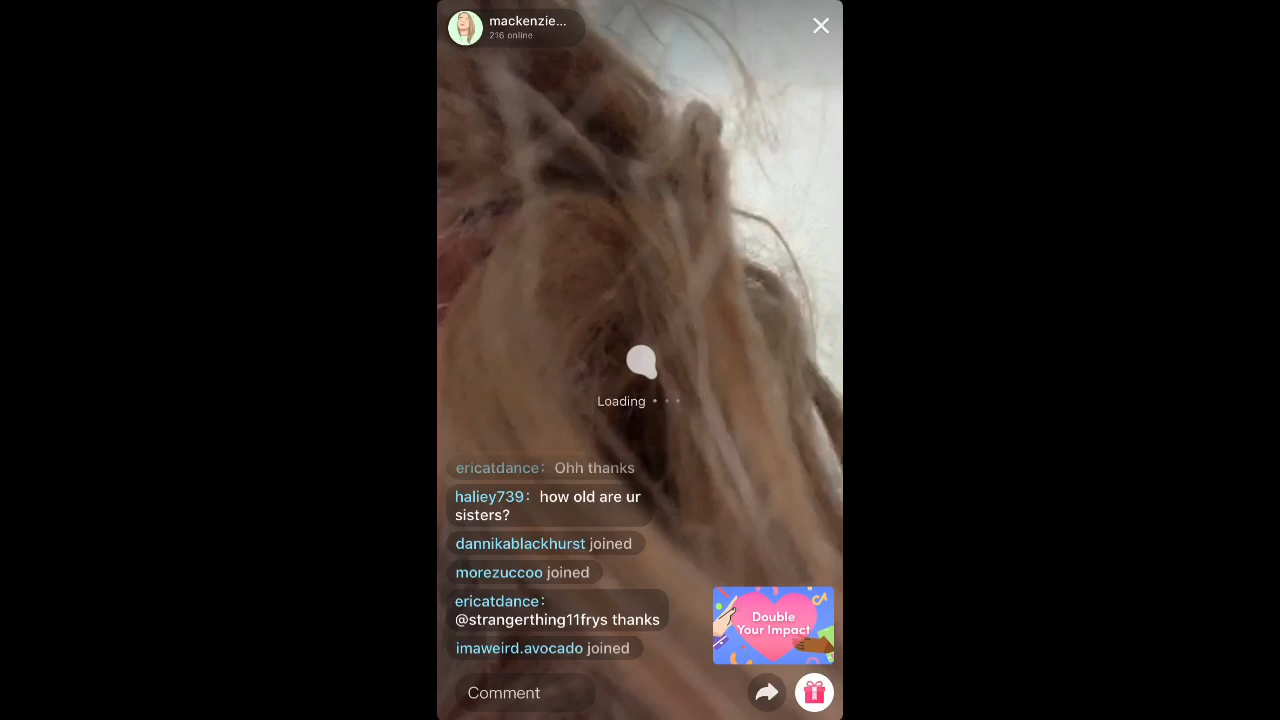 mackenzie...
216 online
Loading
ericatdance: Ohh thanks
haliey739: how old are ur
sisters?
dannikablackhurst joined
morezuccoo joined
ericatdance:
@strangerthing11frys thanks
imaweird.avocado joined
Double
Your Impact
Comment